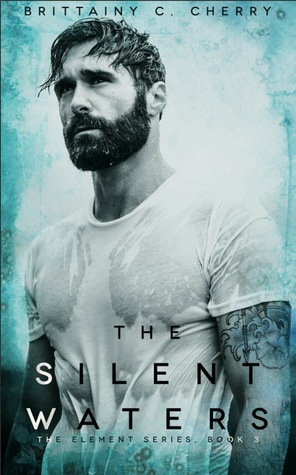 BRITTAINY C. CHERRY
THE
SILENT
WATERS
THE ELEMENT SERIES, BOOK 3